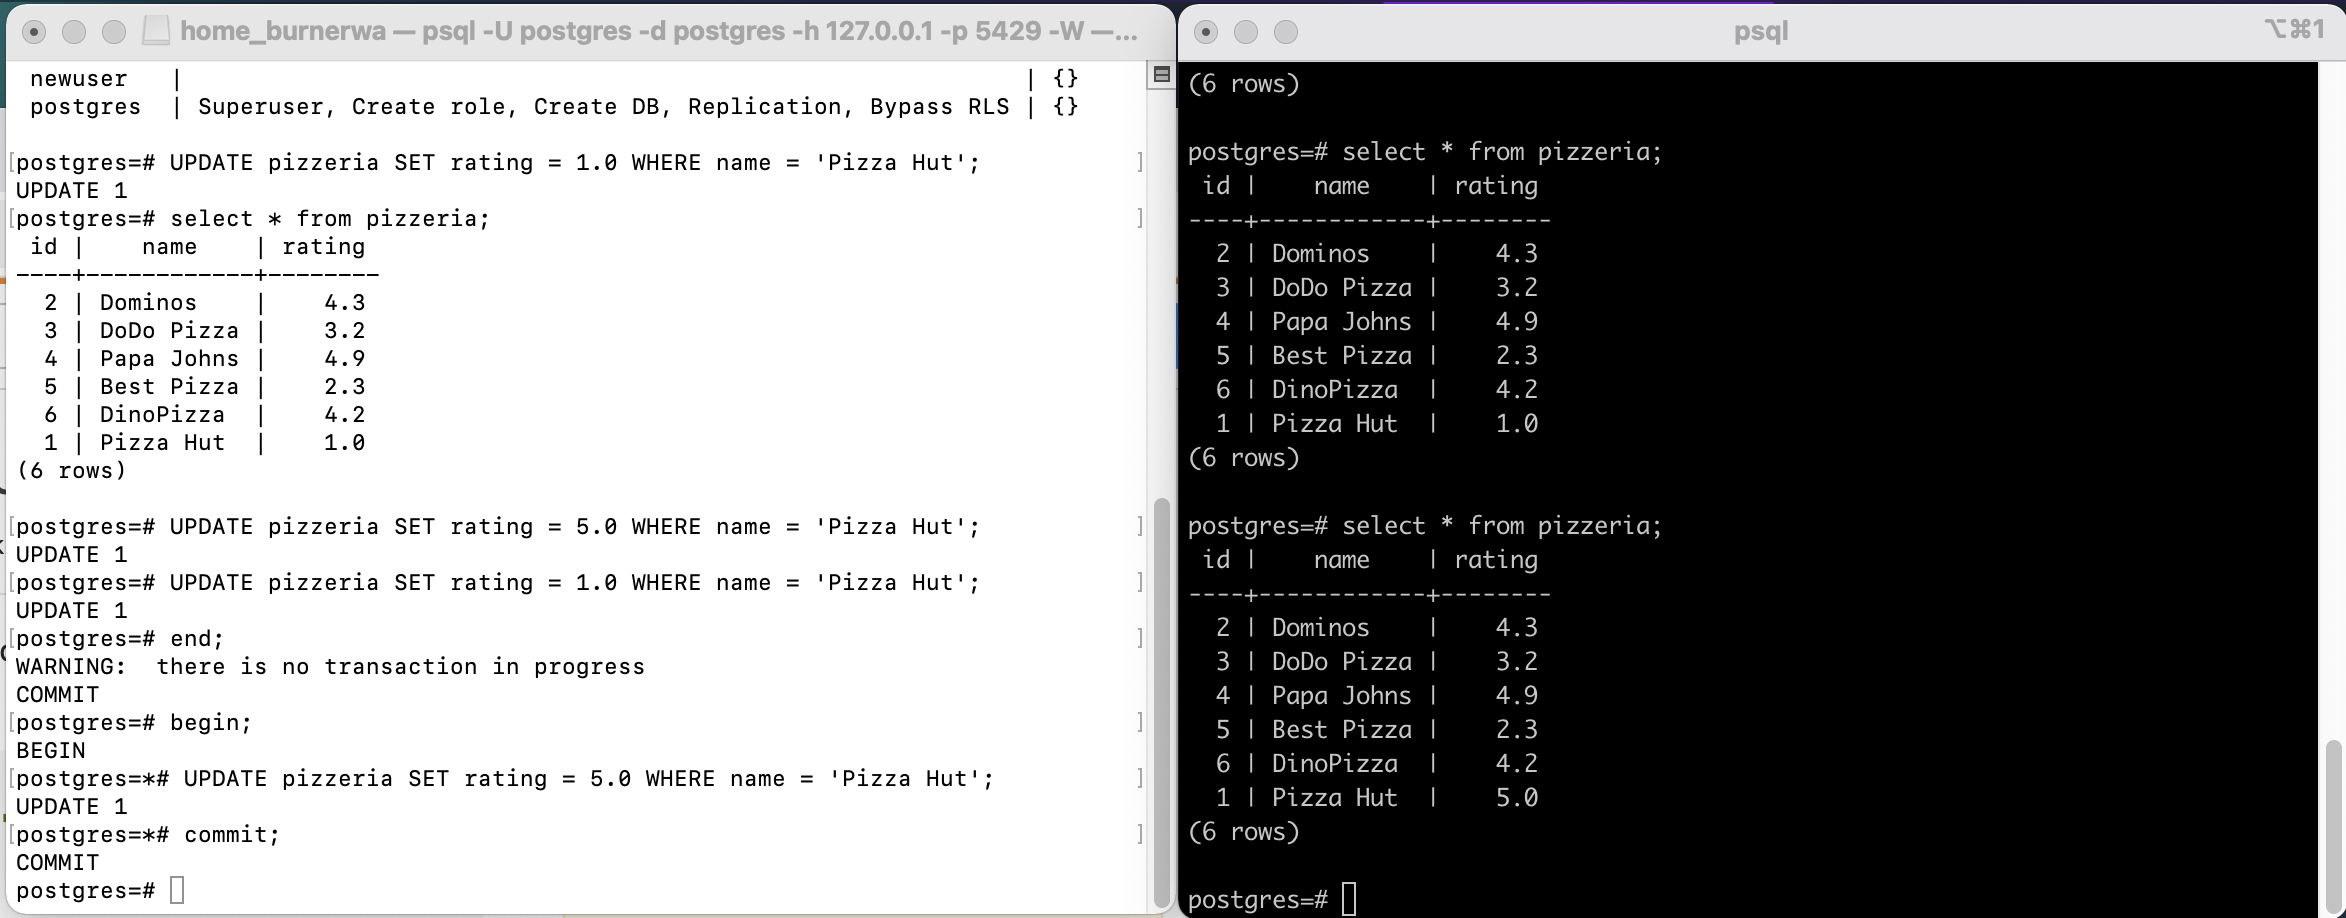 home_burnerwa — psql -U postgres -d postgres -h 127.0.0.1 -p 5429 -W —...
 newuser   |                                                            | {}
 postgres  | Superuser, Create role, Create DB, Replication, Bypass RLS | {}
[postgres=# UPDATE pizzeria SET rating = 1.0 WHERE name = 'Pizza Hut'; ]
UPDATE 1
[postgres=# select * from pizzeria; ]
 id |    name    | rating
----+------------+--------
  2 | Dominos    |    4.3
  3 | DoDo Pizza |    3.2
  4 | Papa Johns |    4.9
  5 | Best Pizza |    2.3
  6 | DinoPizza  |    4.2
  1 | Pizza Hut  |    1.0
(6 rows)
[postgres=# UPDATE pizzeria SET rating = 5.0 WHERE name = 'Pizza Hut'; ]
UPDATE 1
[postgres=# UPDATE pizzeria SET rating = 1.0 WHERE name = 'Pizza Hut'; ]
UPDATE 1
[postgres=# end; ]
WARNING:  there is no transaction in progress
COMMIT
[postgres=# begin; ]
BEGIN
[postgres=*# UPDATE pizzeria SET rating = 5.0 WHERE name = 'Pizza Hut'; ]
UPDATE 1
[postgres=*# commit; ]
COMMIT
postgres=#
psql
⌥⌘1
(6 rows)
postgres=# select * from pizzeria;
 id |    name    | rating
----+------------+--------
  2 | Dominos    |    4.3
  3 | DoDo Pizza |    3.2
  4 | Papa Johns |    4.9
  5 | Best Pizza |    2.3
  6 | DinoPizza  |    4.2
  1 | Pizza Hut  |    1.0
(6 rows)
postgres=# select * from pizzeria;
 id |    name    | rating
----+------------+--------
  2 | Dominos    |    4.3
  3 | DoDo Pizza |    3.2
  4 | Papa Johns |    4.9
  5 | Best Pizza |    2.3
  6 | DinoPizza  |    4.2
  1 | Pizza Hut  |    5.0
(6 rows)
postgres=#